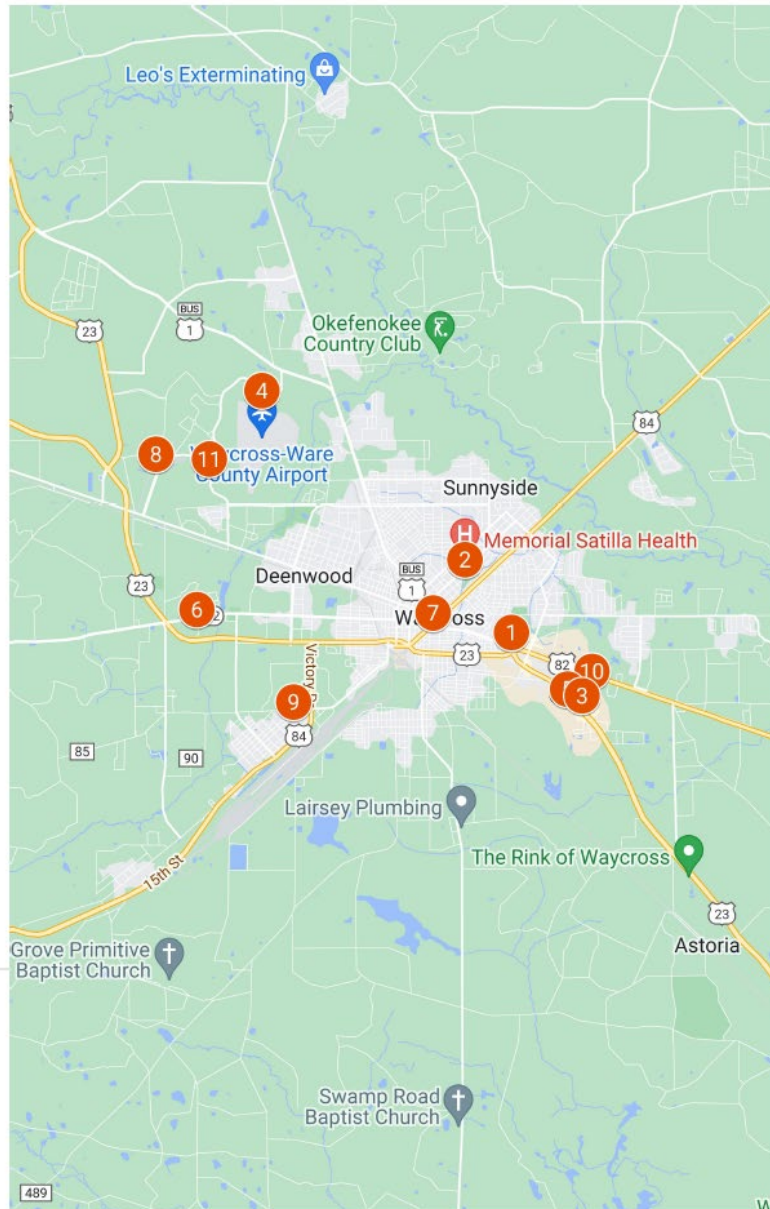 Leo's Exterminating
23
BUS
1
Okefenokee
Country Club
84
4
8
11
Waycross-Ware
County Airport
Sunnyside
Memorial Satilla Health
2
Deenwood
BUS
1
23
6
7
Waycross
1
23
82
10
3
Victory
9
84
85
90
Lairsey Plumbing
15th St
The Rink of Waycross
23
Astoria
Grove Primitive
Baptist Church
Swamp Road
Baptist Church
489